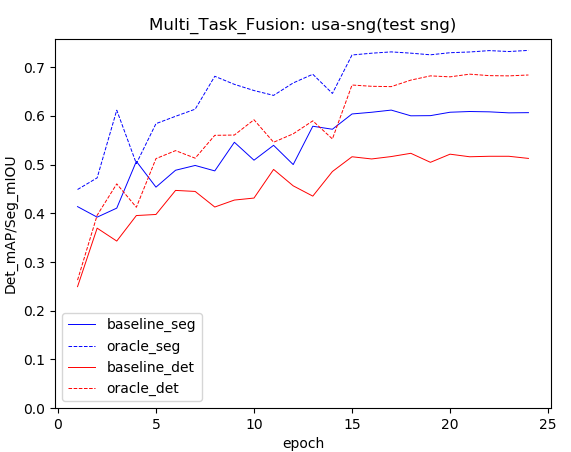 Multi_Task_Fusion: usa-sng(test sng)
Det_mAP/Seg_mIOU
0.7
0.6
0.5
0.4
0.3
0.2
0.1
0.0
baseline_seg
oracle_seg
baseline_det
oracle_det
0 5 10 15 20 25
epoch